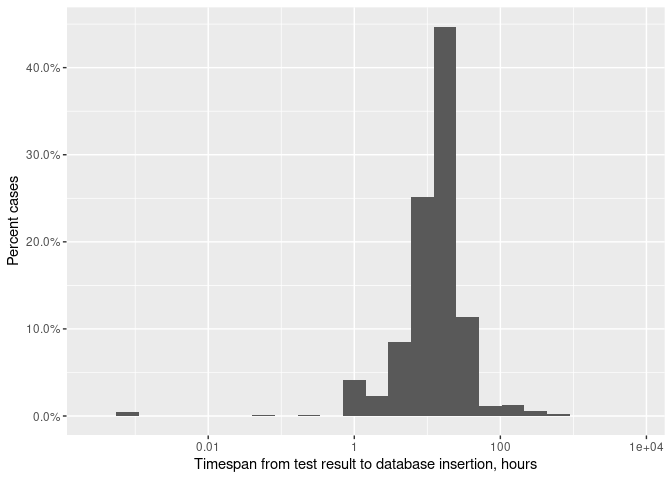 40.0%
30.0%
20.0%
10.0%
0.0%
Percent cases
0.01 1 100 1e+04
Timespan from test result to database insertion, hours